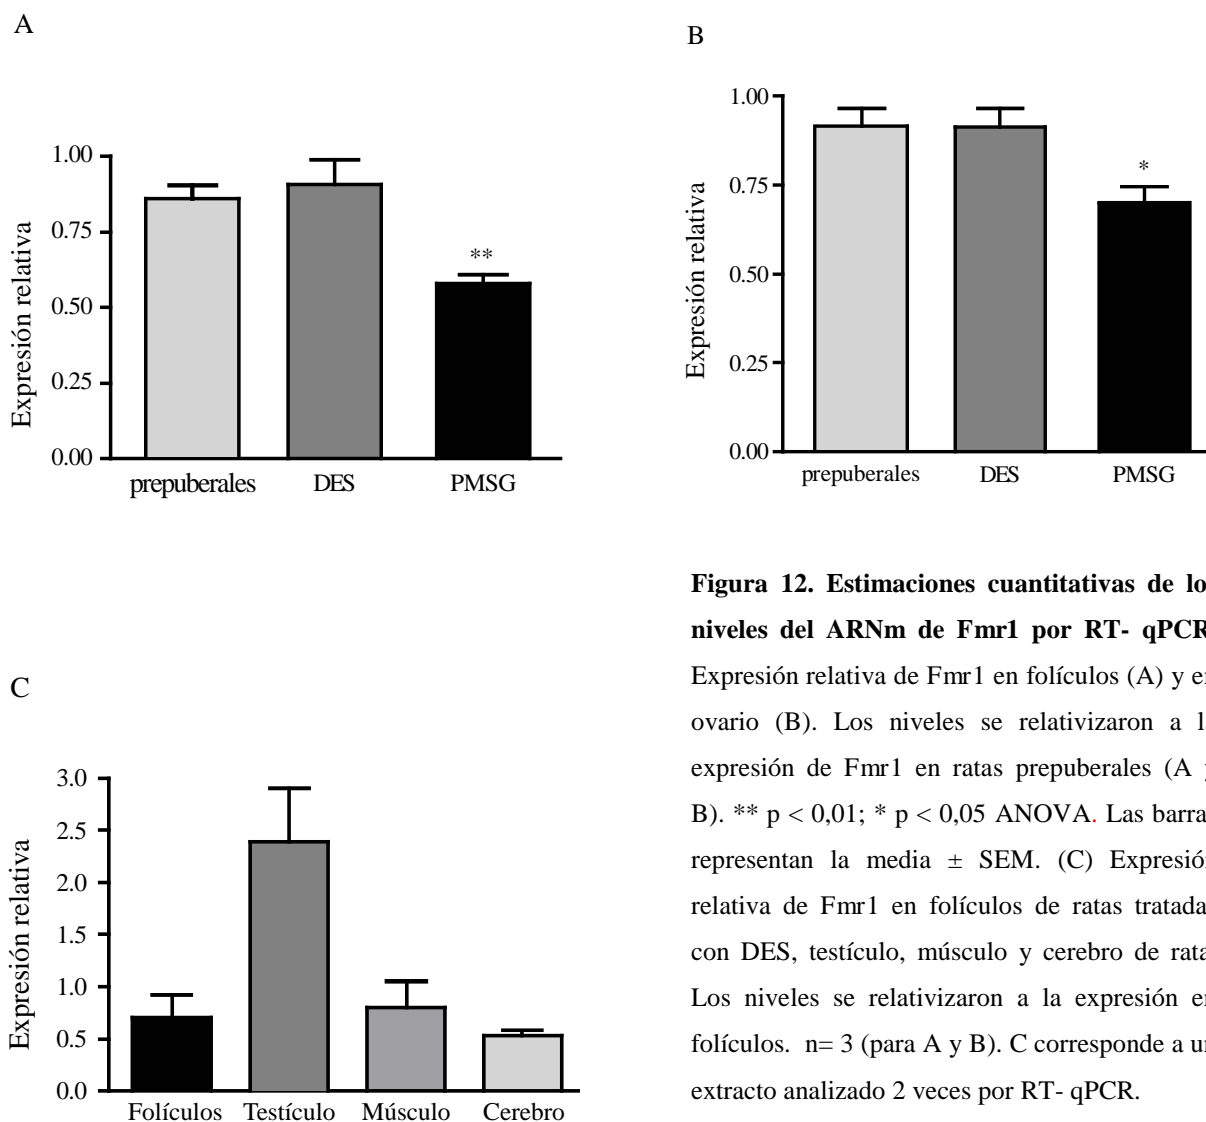 A
Expresión relativa
1.00
0.75
0.50
0.25
0.00
**
prepuberales DES PMSG
B
Expresión relativa
1.00
0.75
0.50
0.25
0.00
*
prepuberales DES PMSG
C
Expresión relativa
3.0
2.5
2.0
1.5
1.0
0.5
0.0
Folículos Testículo Músculo Cerebro
Figura 12. Estimaciones cuantitativas de lo
niveles del ARNm de Fmr1 por RT- qPCR
Expresión relativa de Fmr1 en folículos (A) y en
ovario (B). Los niveles se relativizaron a la
expresión de Fmr1 en ratas prepuberales (A y
B). ** p < 0,01; * p < 0,05 ANOVA. Las barra
representan la media ± SEM. (C) Expresión
relativa de Fmr1 en folículos de ratas tratada
con DES, testículo, músculo y cerebro de rata
Los niveles se relativizaron a la expresión en
folículos. n= 3 (para A y B). C corresponde a un
extracto analizado 2 veces por RT- qPCR.